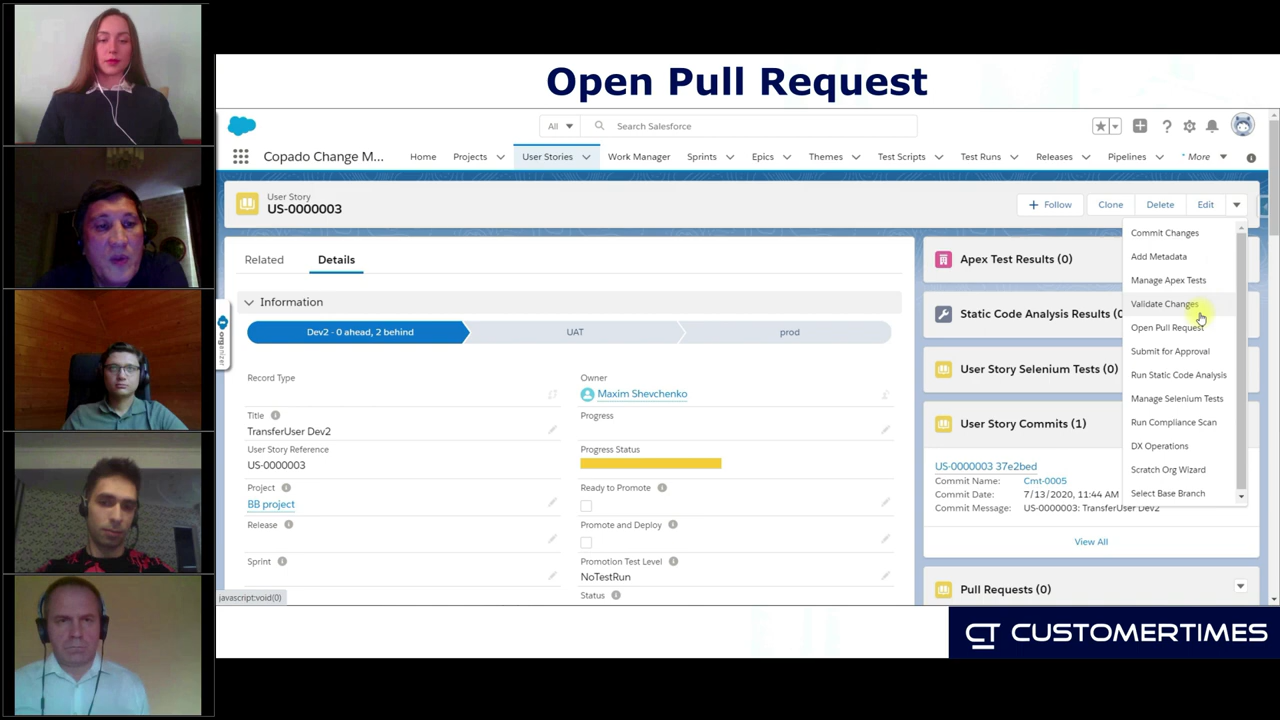 Open Pull Request
All
Search Salesforce
Copado Change M...
Home
Projects
User Stories
Work Manager
Sprints
Epics
Themes
Test Scripts
Test Runs
Releases
Pipelines
* More
User Story
US-0000003
+ Follow
Clone
Delete
Edit
Related
Details
Information
Dev2 - 0 ahead, 2 behind
UAT
prod
Record Type
Owner
Maxim Shevchenko
Title
TransferUser Dev2
Progress
User Story Reference
US-0000003
Progress Status
Project
BB project
Ready to Promote
Release
Promote and Deploy
Sprint
Promotion Test Level
NoTestRun
Status
organizer
javascript:void(0)
Apex Test Results (0)
Static Code Analysis Results (0
User Story Selenium Tests (0)
User Story Commits (1)
US-0000003 37e2bed
Commit Name: Cmt-0005
Commit Date: 7/13/2020, 11:44 AM
Commit Message: US-0000003: TransferUser Dev2
View All
Pull Requests (0)
Commit Changes
Add Metadata
Manage Apex Tests
Validate Changes
Open Pull Request
Submit for Approval
Run Static Code Analysis
Manage Selenium Tests
Run Compliance Scan
DX Operations
Scratch Org Wizard
Select Base Branch
CT CUSTOMERTIMES